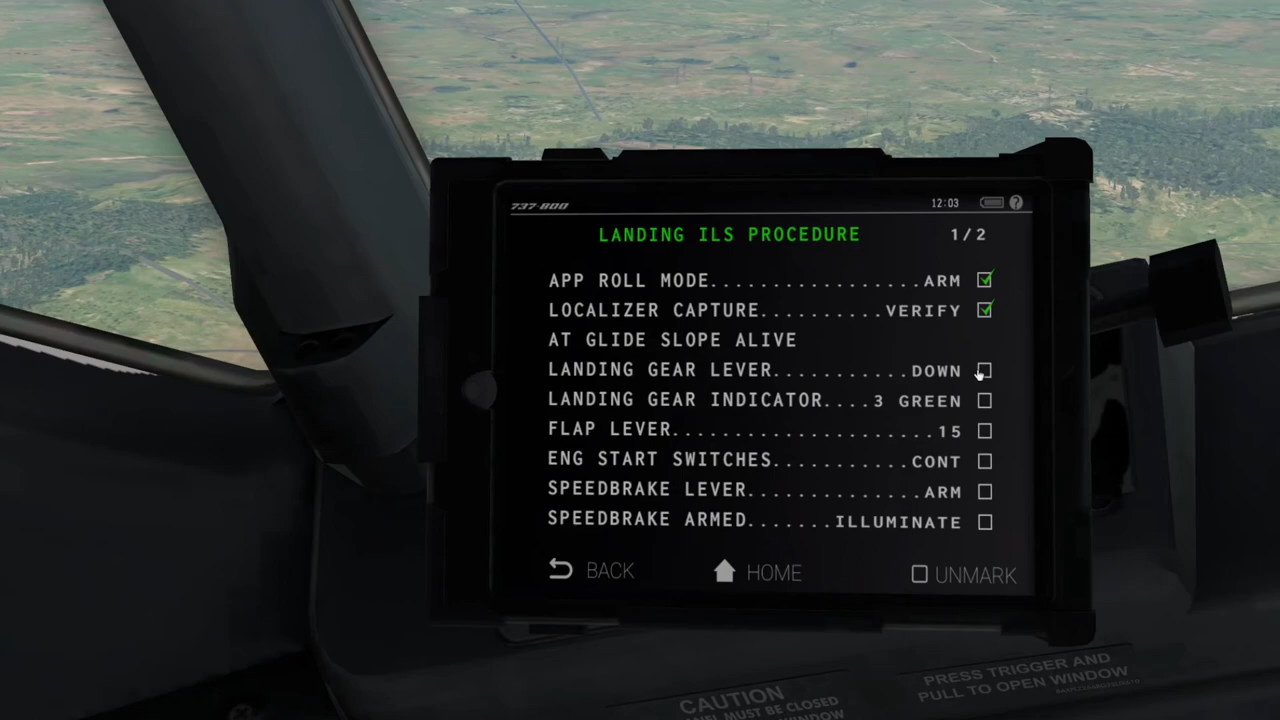 737-800 12:03 ?
LANDING ILS PROCEDURE 1/2
APP ROLL MODE.................ARM
LOCALIZER CAPTURE..........VERIFY
AT GLIDE SLOPE ALIVE
LANDING GEAR LEVER...........DOWN
LANDING GEAR INDICATOR....3 GREEN
FLAP LEVER.....................15
ENG START SWITCHES...........CONT
SPEEDBRAKE LEVER..............ARM
SPEEDBRAKE ARMED.......ILLUMINATE
BACK HOME UNMARK
CAUTION
MUST BE CLOSED
WINDOW
PRESS TRIGGER AND
PULL TO OPEN WINDOW